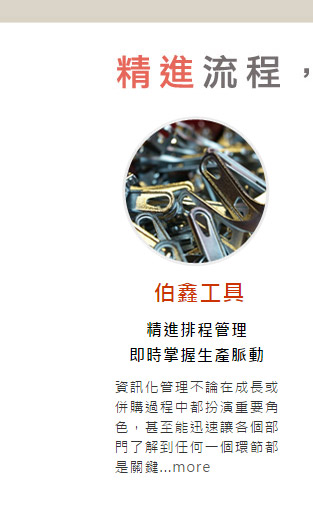 精進流程，
伯鑫工具
精進排程管理
即時掌握生產脈動
資訊化管理不論在成長或
併購過程中都扮演重要角
色，甚至能迅速讓各個部
門了解到任何一個環節都
是關鍵...more